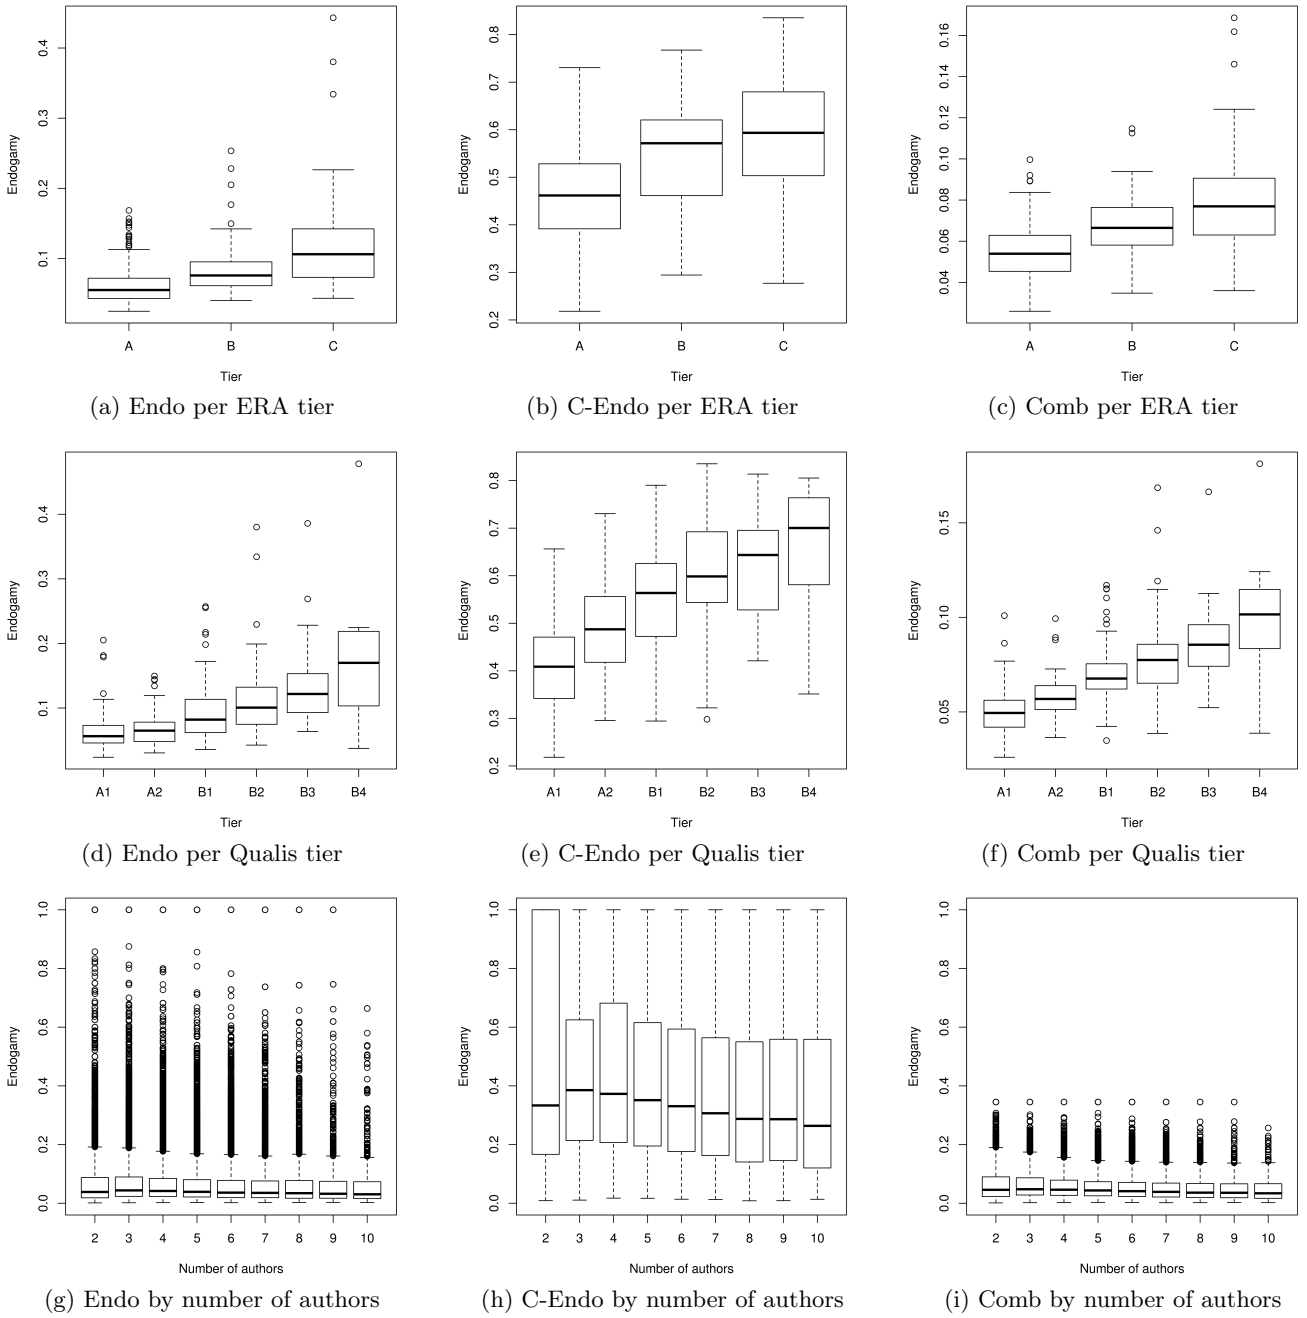 0.1 0.2 0.3 0.4
Endogamy
A B C
Tier
(a) Endo per ERA tier
0.2 0.3 0.4 0.5 0.6 0.7 0.8
Endogamy
A B C
Tier
(b) C-Endo per ERA tier
0.04 0.06 0.08 0.10 0.12 0.14 0.16
Endogamy
A B C
Tier
(c) Comb per ERA tier
0.1 0.2 0.3 0.4
Endogamy
A1 A2 B1 B2 B3 B4
Tier
(d) Endo per Qualis tier
0.2 0.3 0.4 0.5 0.6 0.7 0.8
Endogamy
A1 A2 B1 B2 B3 B4
Tier
(e) C-Endo per Qualis tier
0.05 0.10 0.15
Endogamy
A1 A2 B1 B2 B3 B4
Tier
(f) Comb per Qualis tier
0.0 0.2 0.4 0.6 0.8 1.0
Endogamy
2 3 4 5 6 7 8 9 10
Number of authors
(g) Endo by number of authors
0.0 0.2 0.4 0.6 0.8 1.0
Endogamy
2 3 4 5 6 7 8 9 10
Number of authors
(h) C-Endo by number of authors
0.0 0.2 0.4 0.6 0.8 1.0
Endogamy
2 3 4 5 6 7 8 9 10
Number of authors
(i) Comb by number of authors